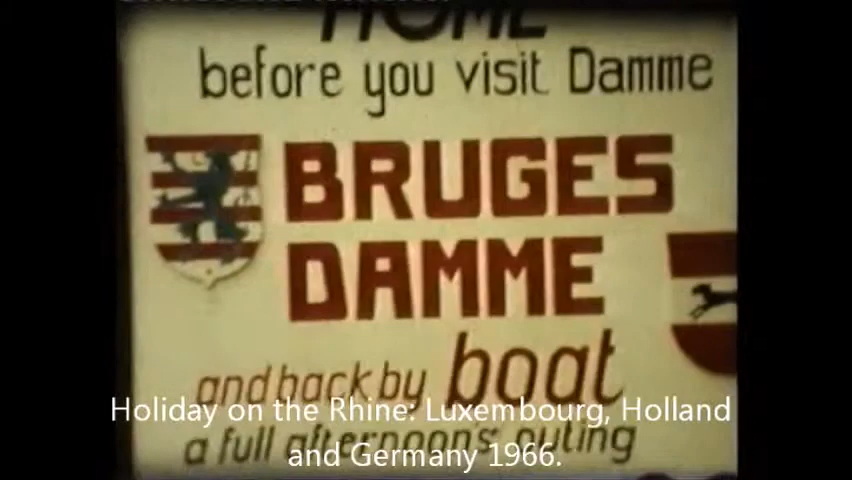 HOME
before you visit Damme
BRUGES
DAMME
and back by boat
a full afternoon's outing
Holiday on the Rhine: Luxembourg, Holland
and Germany 1966.